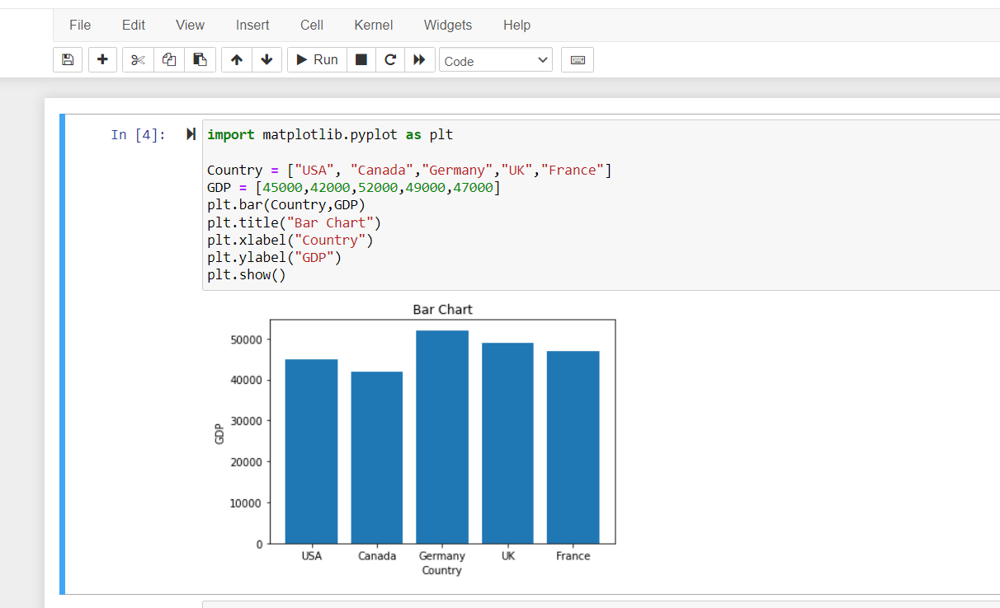 File Edit View Insert Cell Kernel Widgets Help
Run Code
In [4]:
import matplotlib.pyplot as plt
Country = ["USA", "Canada","Germany","UK","France"]
GDP = [45000,42000,52000,49000,47000]
plt.bar(Country,GDP)
plt.title("Bar Chart")
plt.xlabel("Country")
plt.ylabel("GDP")
plt.show()
Bar Chart
50000
40000
30000
20000
10000
0
GDP
USA Canada Germany UK France
Country